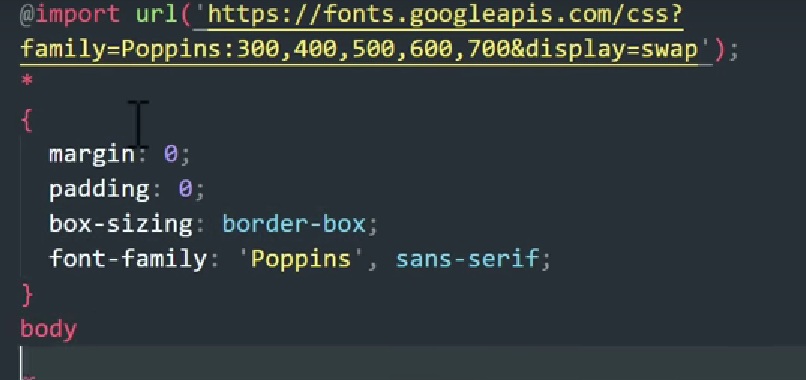 @import url('https://fonts.googleapis.com/css?
family=Poppins:300,400,500,600,700&display=swap');
*
{
margin: 0;
padding: 0;
box-sizing: border-box;
font-family: 'Poppins', sans-serif;
}
body